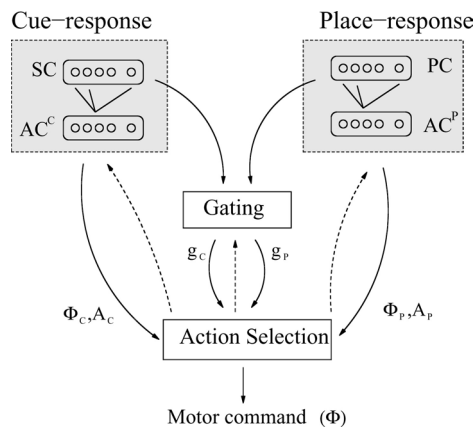 Cue−response
Place−response
SC
AC^C
PC
AC^P
Gating
g_C
g_P
Φ_C,A_C
Φ_P,A_P
Action Selection
Motor command (Φ)